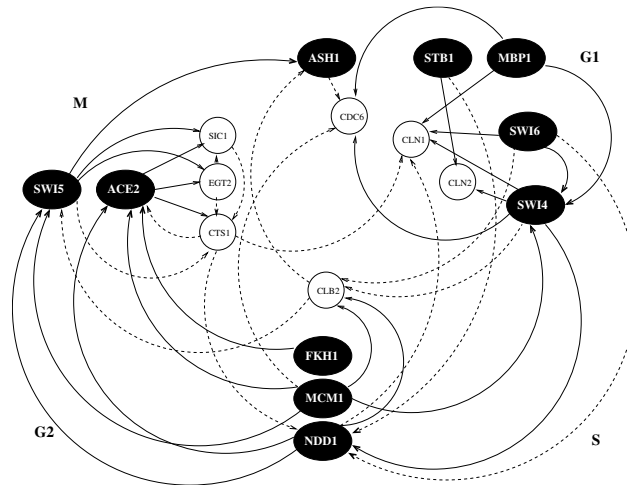 ASH1
STB1
MBP1
G1
M
CDC6
SIC1
CLN1
SWI6
EGT2
CLN2
SWI5
ACE2
SWI4
CTS1
CLB2
FKH1
MCM1
G2
NDD1
S